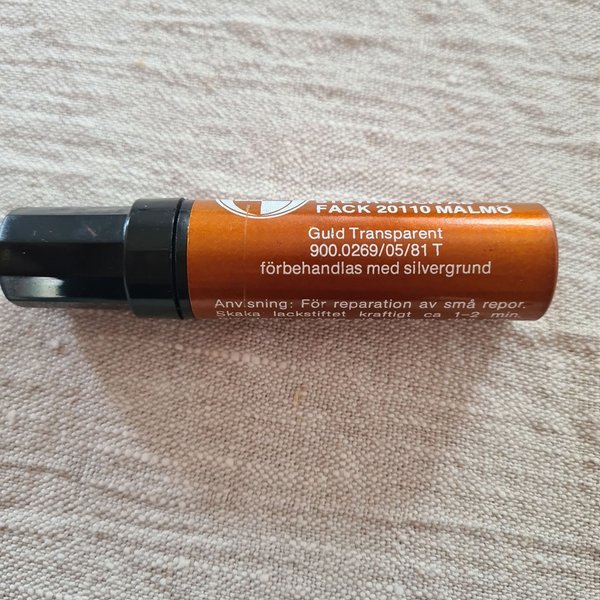 FACK 20110 MALMÖ
Guld Transparent
900.0269/05/81 T
förbehandlas med silvergrund
Anvisning: För reparation av små repor.
Skaka lackstiftet kraftigt ca 1-2 min.